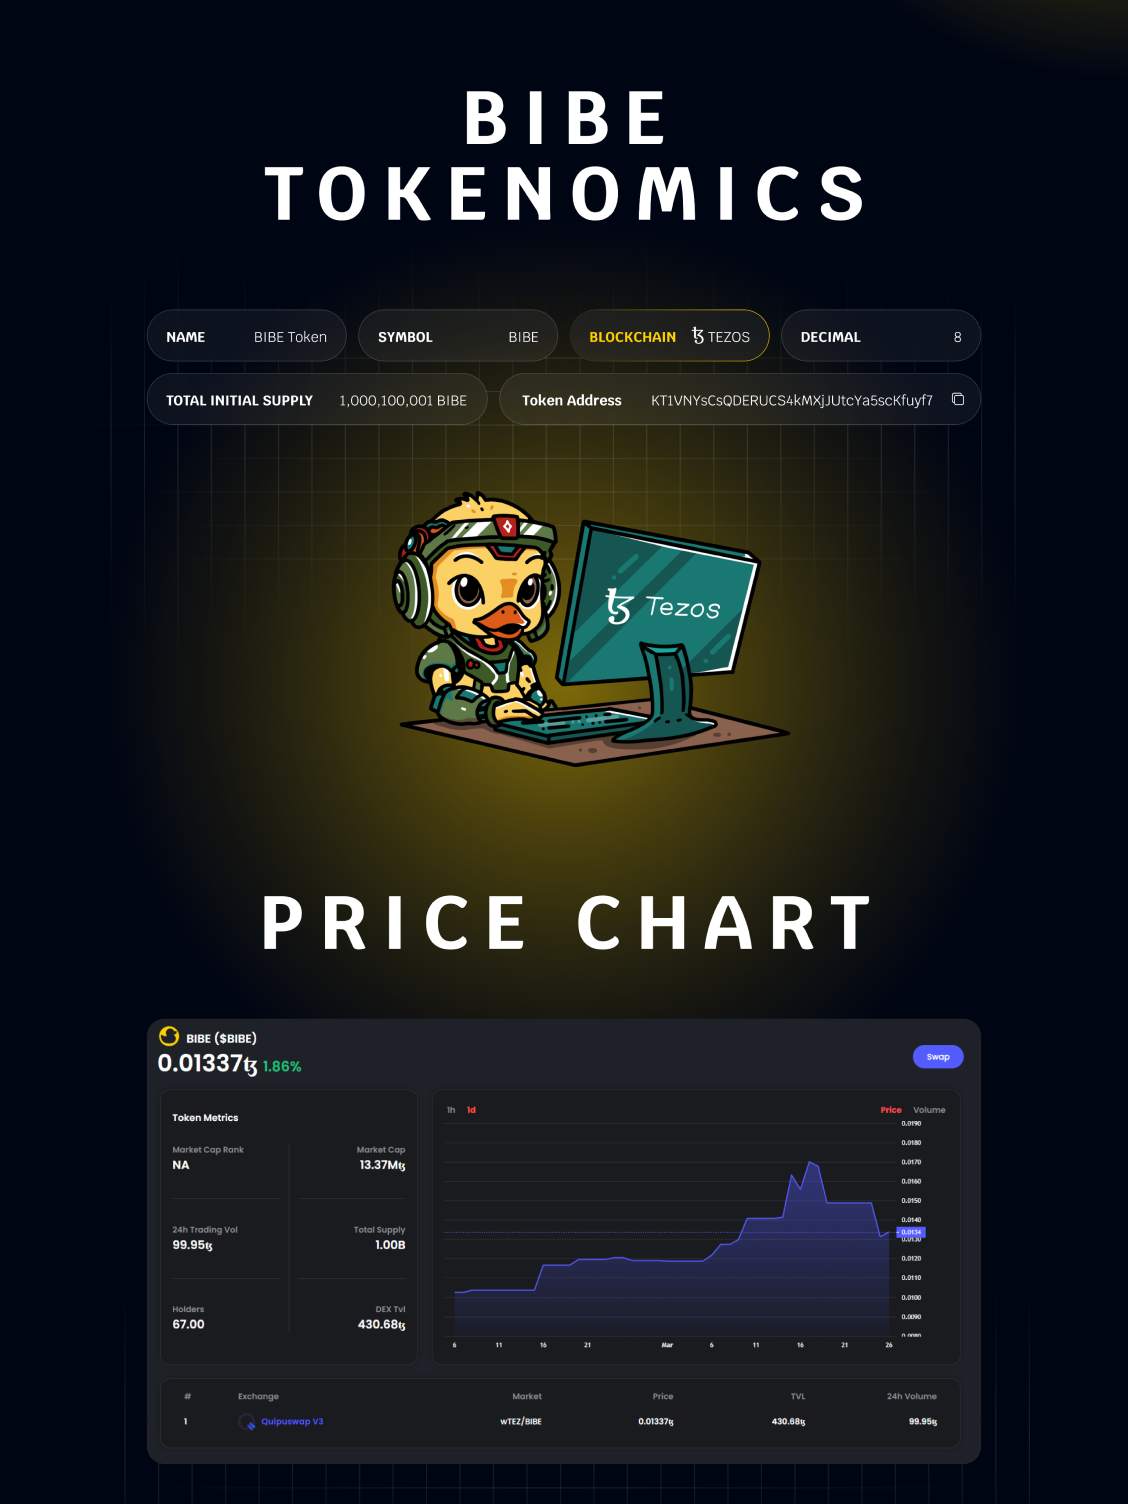 BIBE
TOKENOMICS
NAME BIBE Token
SYMBOL BIBE
BLOCKCHAIN ꜩ TEZOS
DECIMAL 8
TOTAL INITIAL SUPPLY 1,000,100,001 BIBE
Token Address KT1VNYsCsQDERUCS4kMXjJUtcYa5scKfuyf7
ꜩ Tezos
PRICE CHART
BIBE ($BIBE)
0.01337ꜩ 1.86%
Swap
Token Metrics
Market Cap Rank Market Cap
NA 13.37Mꜩ
24h Trading Vol Total Supply
99.95ꜩ 1.00B
Holders DEX Tvl
67.00 430.68ꜩ
1h 1d Price Volume
0.0190
0.0180
0.0170
0.0160
0.0150
0.0140
0.0134
0.0130
0.0120
0.0110
0.0100
0.0090
0.0080
6 11 16 21 Mar 6 11 16 21 26
# Exchange Market Price TVL 24h Volume
1 Quipuswap V3 wTEZ/BIBE 0.01337ꜩ 430.68ꜩ 99.95ꜩ